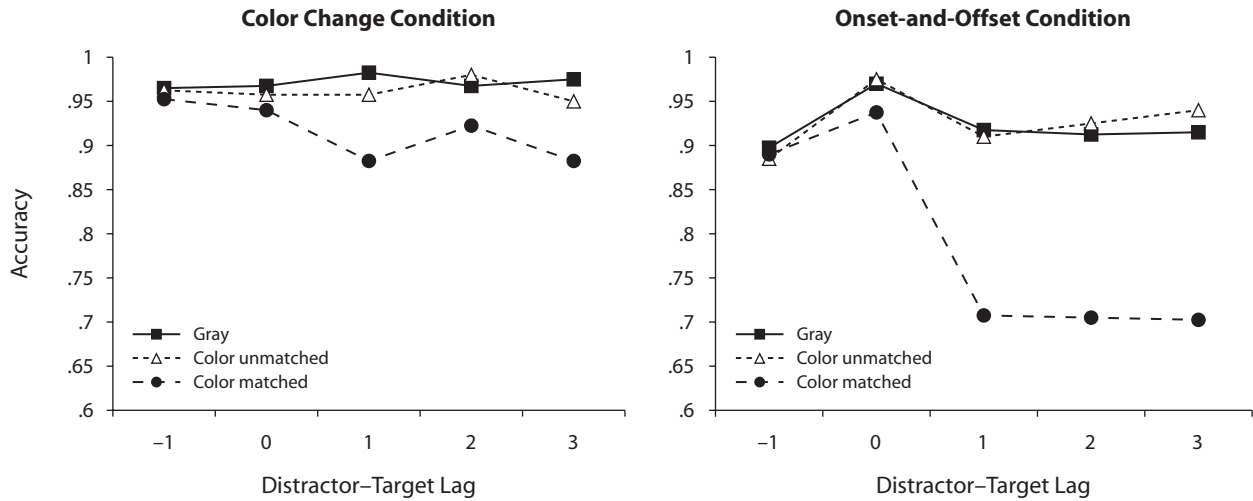 Color Change Condition
Onset-and-Offset Condition
Accuracy
1
.95
.9
.85
.8
.75
.7
.65
.6
Gray
Color unmatched
Color matched
–1 0 1 2 3
Distractor–Target Lag
1
.95
.9
.85
.8
.75
.7
.65
.6
Gray
Color unmatched
Color matched
–1 0 1 2 3
Distractor–Target Lag